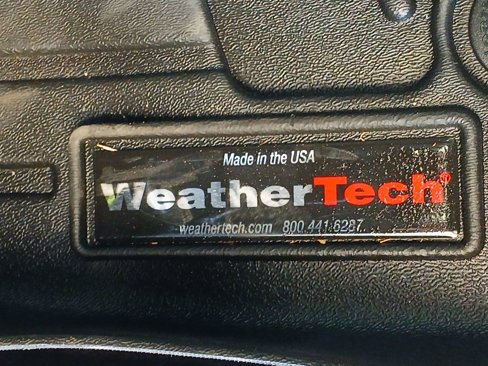 Made in the USA
WeatherTech®
weathertech.com 800.441.6287